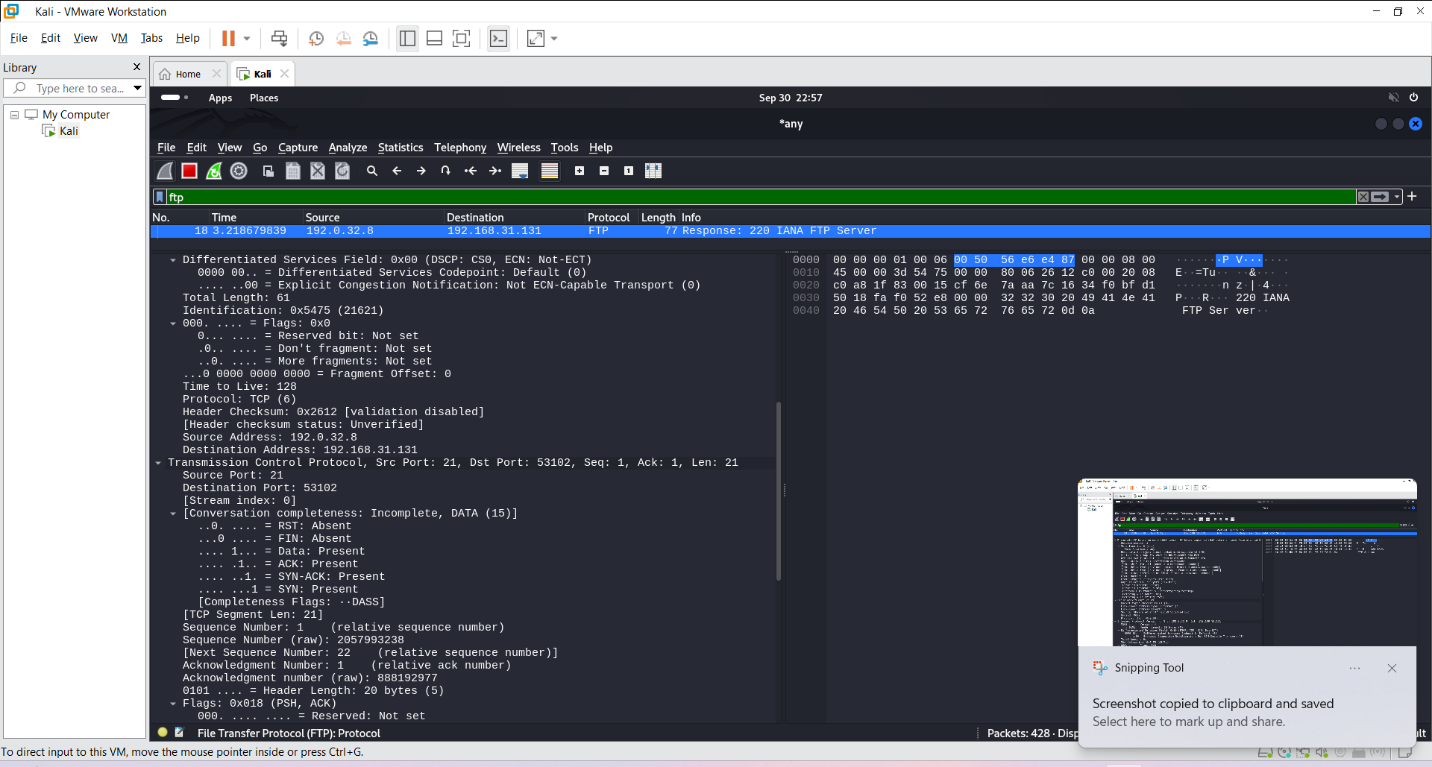 Kali - VMware Workstation
File Edit View VM Tabs Help
Library
Type here to sea...
My Computer
Kali
Home
Kali
Apps Places
Sep 30 22:57
*any
File Edit View Go Capture Analyze Statistics Telephony Wireless Tools Help
ftp
No. Time Source Destination Protocol Length Info
18 3.218679839 192.0.32.8 192.168.31.131 FTP 77 Response: 220 IANA FTP Server
Differentiated Services Field: 0x00 (DSCP: CS0, ECN: Not-ECT)
0000 00.. = Differentiated Services Codepoint: Default (0)
.... ..00 = Explicit Congestion Notification: Not ECN-Capable Transport (0)
Total Length: 61
Identification: 0x5475 (21621)
000. .... = Flags: 0x0
0... .... = Reserved bit: Not set
.0.. .... = Don't fragment: Not set
..0. .... = More fragments: Not set
...0 0000 0000 0000 = Fragment Offset: 0
Time to Live: 128
Protocol: TCP (6)
Header Checksum: 0x2612 [validation disabled]
[Header checksum status: Unverified]
Source Address: 192.0.32.8
Destination Address: 192.168.31.131
Transmission Control Protocol, Src Port: 21, Dst Port: 53102, Seq: 1, Ack: 1, Len: 21
Source Port: 21
Destination Port: 53102
[Stream index: 0]
[Conversation completeness: Incomplete, DATA (15)]
..0. .... = RST: Absent
...0 .... = FIN: Absent
.... 1... = Data: Present
.... .1.. = ACK: Present
.... ..1. = SYN-ACK: Present
.... ...1 = SYN: Present
[Completeness Flags: ··DASS]
[TCP Segment Len: 21]
Sequence Number: 1 (relative sequence number)
Sequence Number (raw): 2057993238
[Next Sequence Number: 22 (relative sequence number)]
Acknowledgment Number: 1 (relative ack number)
Acknowledgment number (raw): 888192977
0101 .... = Header Length: 20 bytes (5)
Flags: 0x018 (PSH, ACK)
000. .... .... = Reserved: Not set
0000 00 00 00 01 00 06 00 50 56 e6 e4 87 00 00 08 00 ·······P V·······
0010 45 00 00 3d 54 75 00 00 80 06 26 12 c0 00 20 08 E··=Tu·· ··&··· ·
0020 c0 a8 1f 83 00 15 cf 6e 7a aa 7c 16 34 f0 bf d1 ·······n z·|·4···
0030 50 18 fa f0 52 e8 00 00 32 32 30 20 49 41 4e 41 P···R··· 220 IANA
0040 20 46 54 50 20 53 65 72 76 65 72 0d 0a FTP Ser ver··
Snipping Tool
Screenshot copied to clipboard and saved
Select here to mark up and share.
File Transfer Protocol (FTP): Protocol
Packets: 428 · Disp
ult
To direct input to this VM, move the mouse pointer inside or press Ctrl+G.